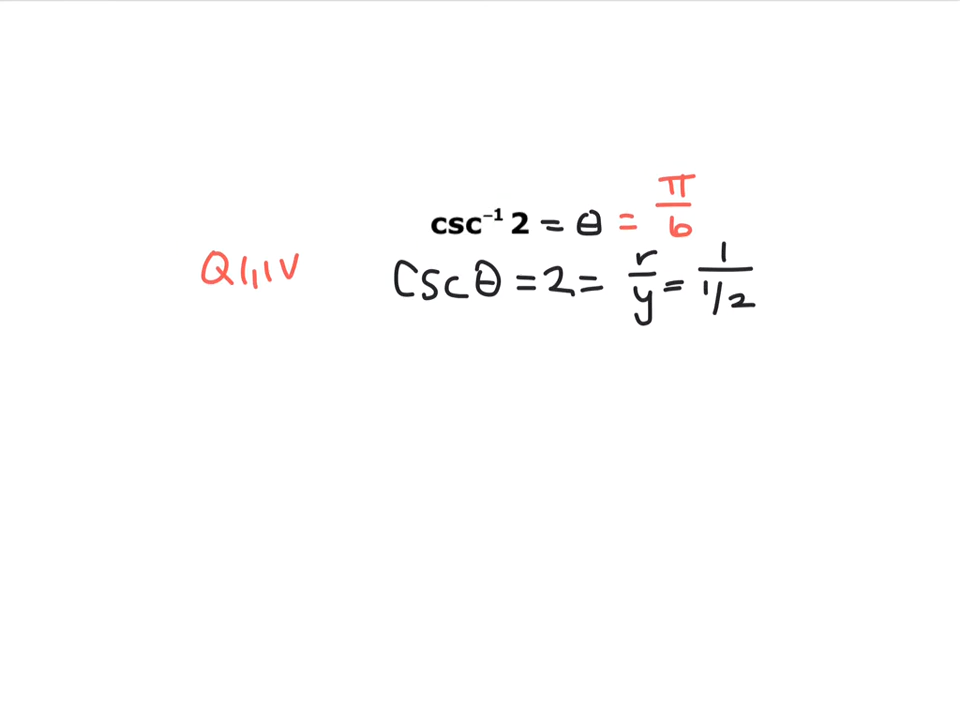 csc⁻¹ 2 = θ = π/6
QI,IV csc θ = 2 = r/y = 1/(1/2)